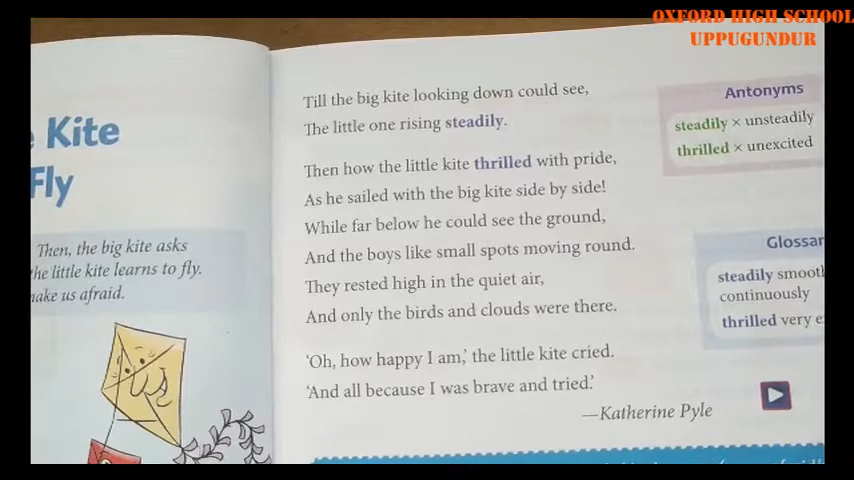 OXFORD HIGH SCHOOL
UPPUGUNDUR
Kite
Fly
Then, the big kite asks
the little kite learns to fly.
make us afraid.
Till the big kite looking down could see,
The little one rising steadily.
Then how the little kite thrilled with pride,
As he sailed with the big kite side by side!
While far below he could see the ground,
And the boys like small spots moving round.
They rested high in the quiet air,
And only the birds and clouds were there.
‘Oh, how happy I am,’ the little kite cried.
‘And all because I was brave and tried.’
—Katherine Pyle
Antonyms
steadily × unsteadily
thrilled × unexcited
Glossar
steadily smooth
continuously
thrilled very e